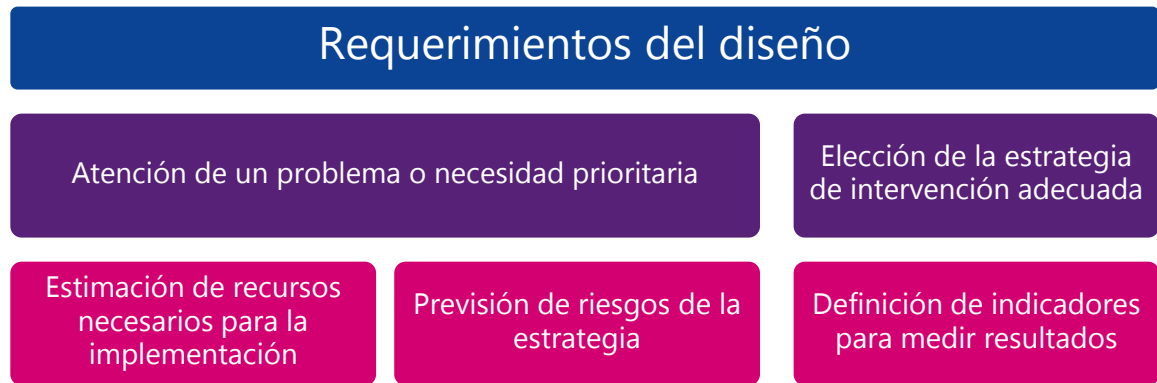 Requerimientos del diseño
Atención de un problema o necesidad prioritaria
Elección de la estrategia
de intervención adecuada
Estimación de recursos
necesarios para la
implementación
Previsión de riesgos de la
estrategia
Definición de indicadores
para medir resultados